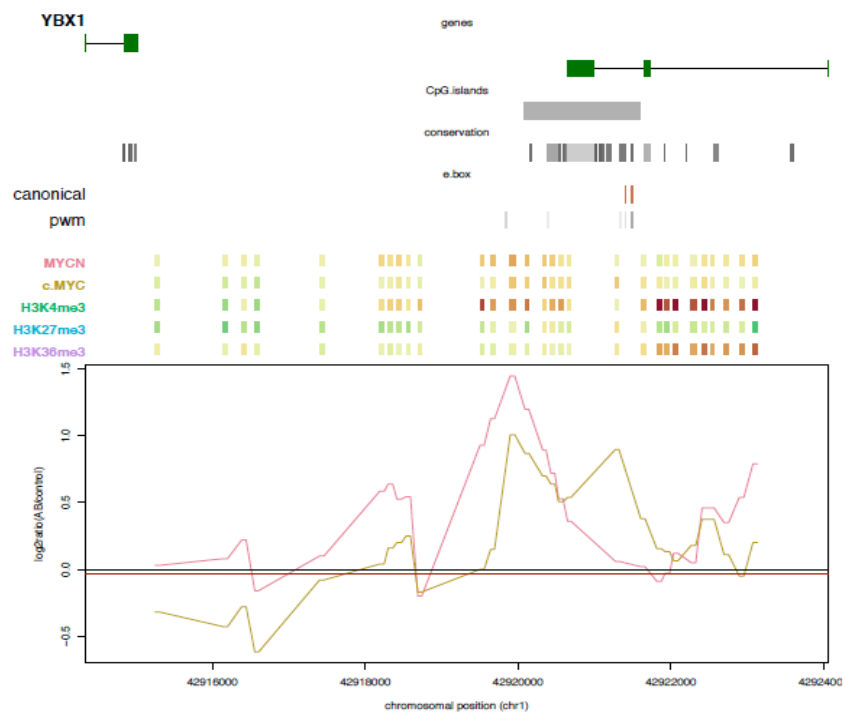 YBX1
genes
CpG.islands
conservation
e.box
canonical
pwm
MYCN
c.MYC
H3K4me3
H3K27me3
H3K36me3
1.5
1.0
0.5
0.0
−0.5
log2ratio(AB/control)
42916000 42918000 42920000 42922000 4292400
chromosomal position (chr1)